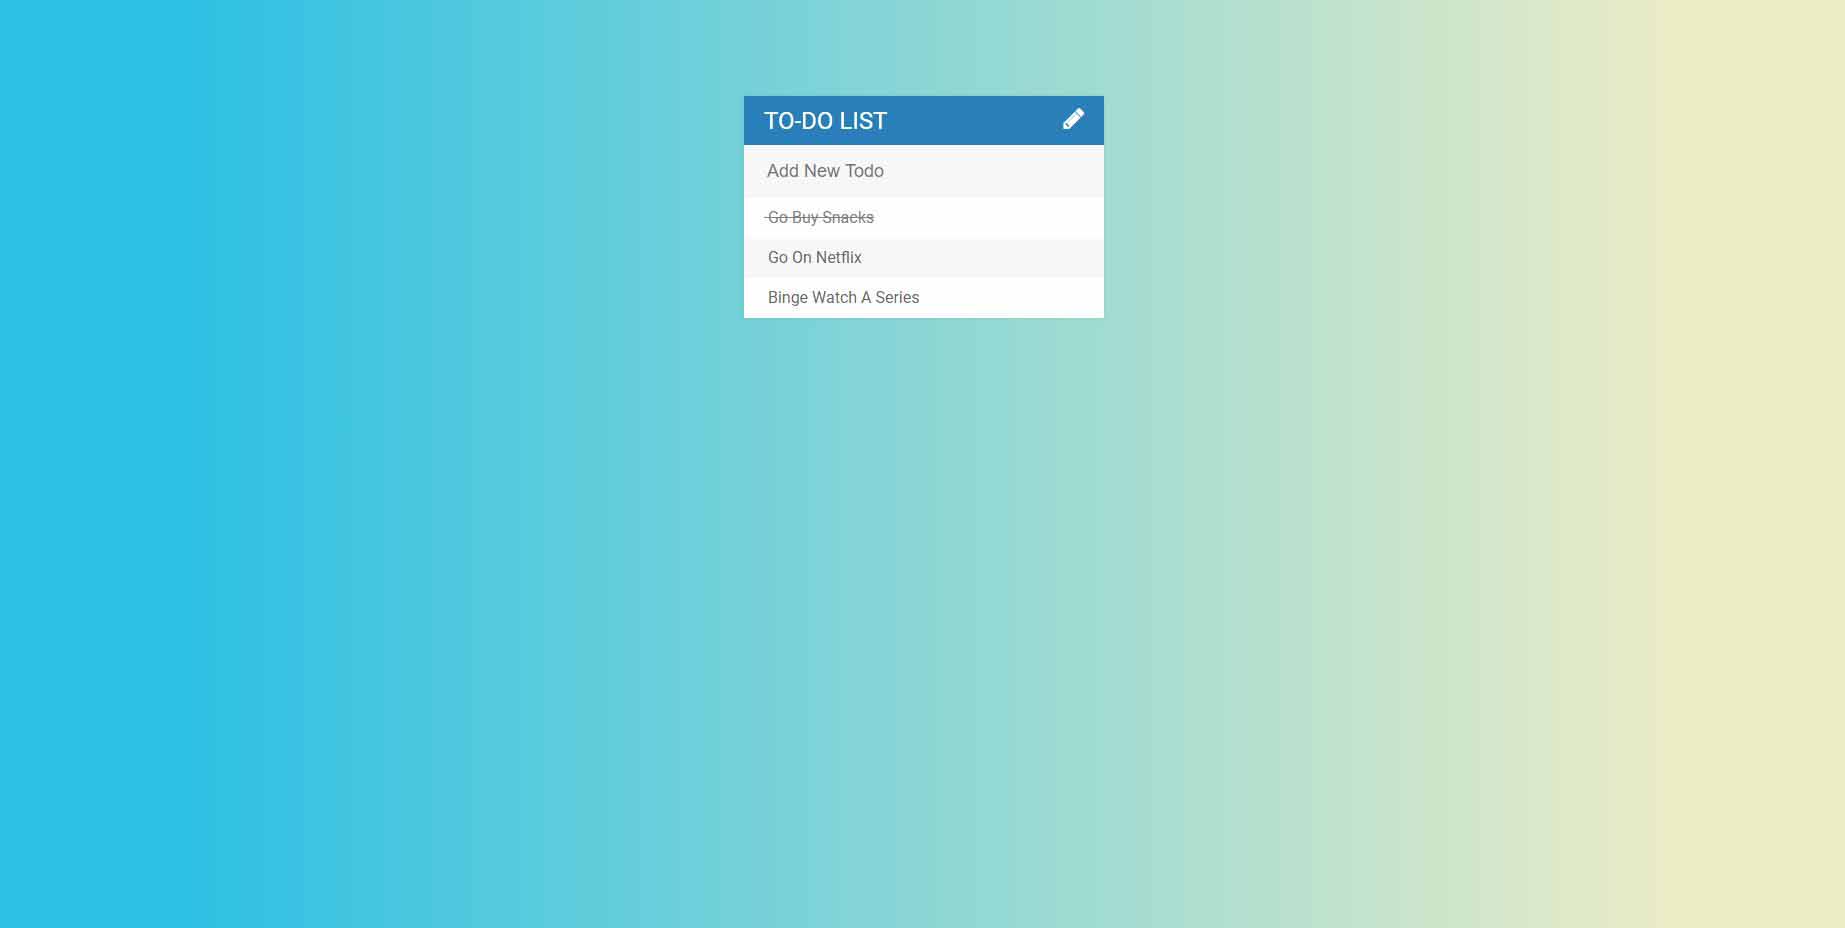 TO-DO LIST
Add New Todo
Go Buy Snacks
Go On Netflix
Binge Watch A Series